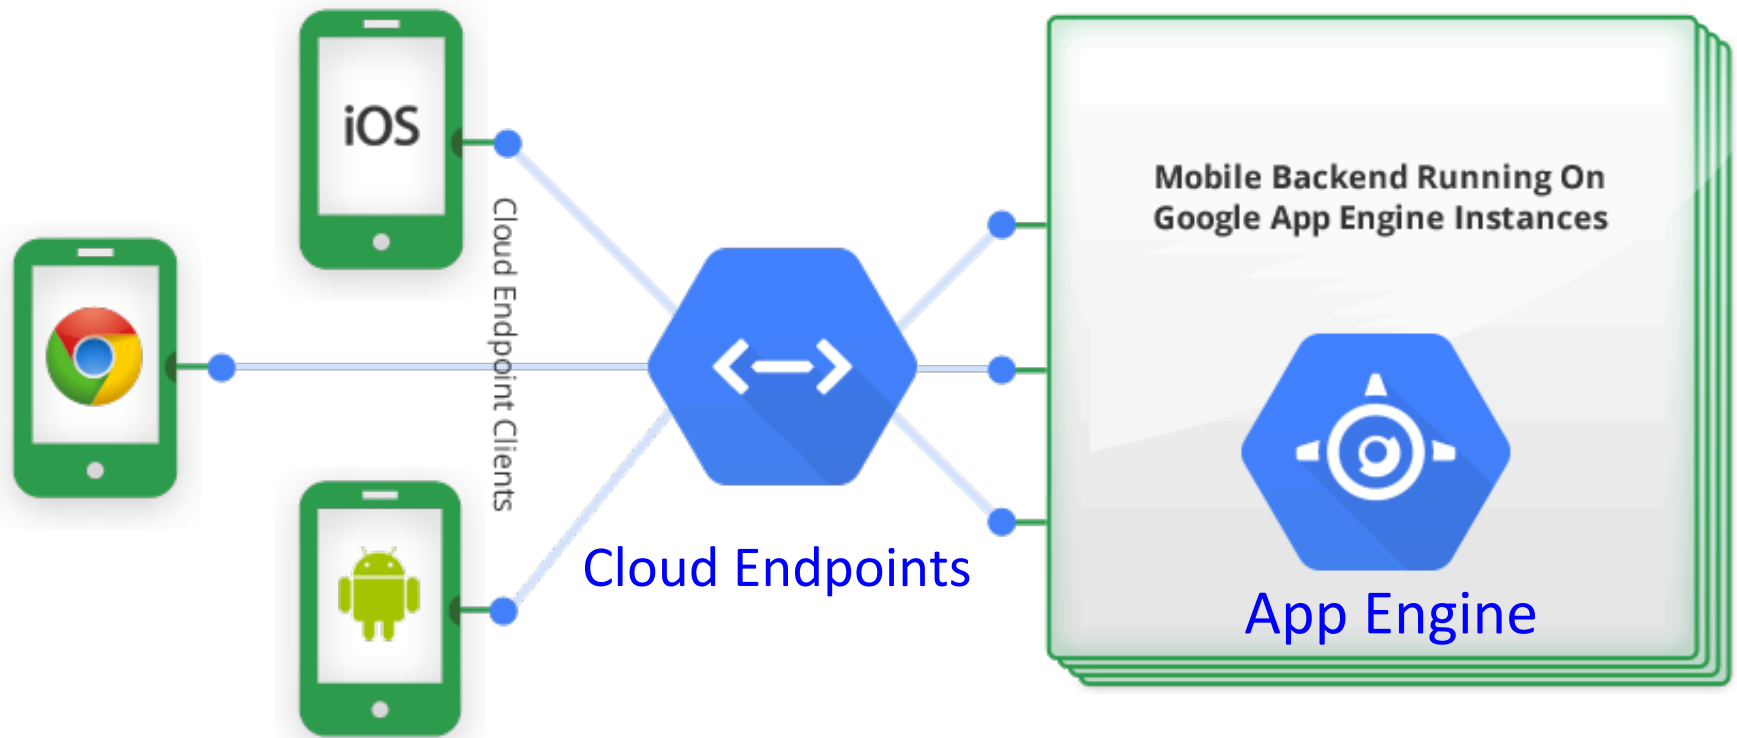 iOS
Cloud Endpoint Clients
Cloud Endpoints
Mobile Backend Running On
Google App Engine Instances
App Engine